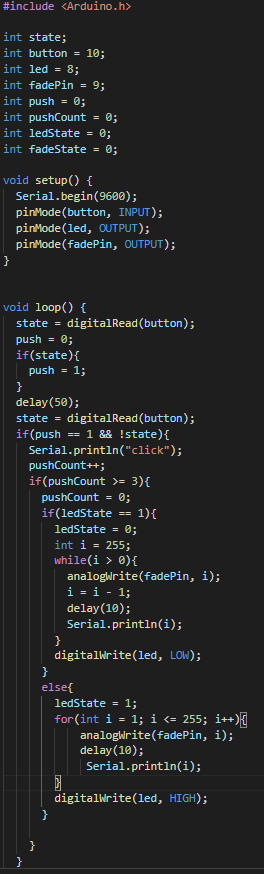 #include <Arduino.h>
int state;
int button = 10;
int led = 8;
int fadePin = 9;
int push = 0;
int pushCount = 0;
int ledState = 0;
int fadeState = 0;
void setup() {
  Serial.begin(9600);
  pinMode(button, INPUT);
  pinMode(led, OUTPUT);
  pinMode(fadePin, OUTPUT);
}
void loop() {
  state = digitalRead(button);
  push = 0;
  if(state){
    push = 1;
  }
  delay(50);
  state = digitalRead(button);
  if(push == 1 && !state){
    Serial.println("click");
    pushCount++;
    if(pushCount >= 3){
      pushCount = 0;
      if(ledState == 1){
        ledState = 0;
        int i = 255;
        while(i > 0){
          analogWrite(fadePin, i);
          i = i - 1;
          delay(10);
          Serial.println(i);
        }
        digitalWrite(led, LOW);
      }
      else{
        ledState = 1;
        for(int i = 1; i <= 255; i++){
            analogWrite(fadePin, i);
            delay(10);
             Serial.println(i);
        }
        digitalWrite(led, HIGH);
      }
    }
  }